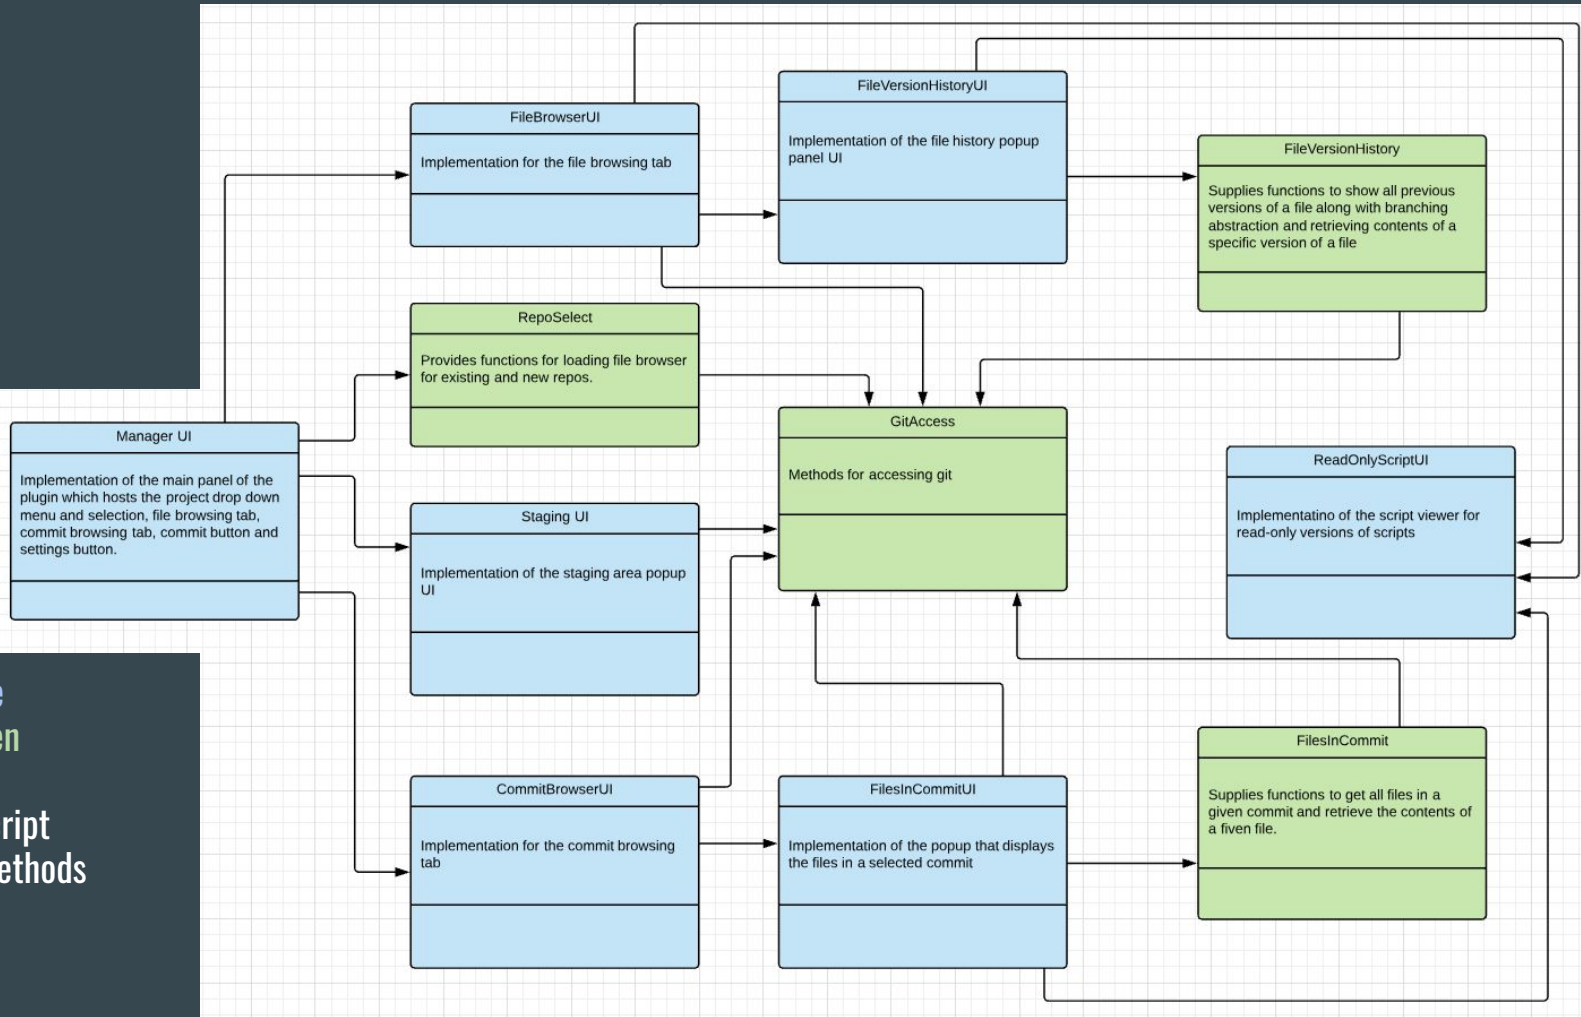 FileVersionHistoryUI
Implementation of the file history popup
panel UI
FileBrowserUI
Implementation for the file browsing tab
FileVersionHistory
Supplies functions to show all previous
versions of a file along with branching
abstraction and retrieving contents of a
specific version of a file
RepoSelect
Provides functions for loading file browser
for existing and new repos.
GitAccess
Methods for accessing git
Manager UI
Implementation of the main panel of the
plugin which hosts the project drop down
menu and selection, file browsing tab,
commit browsing tab, commit button and
settings button.
ReadOnlyScriptUI
Implementatino of the script viewer for
read-only versions of scripts
Staging UI
Implementation of the staging area popup
UI
e
en
ript
ethods
CommitBrowserUI
Implementation for the commit browsing
tab
FilesInCommitUI
Implementation of the popup that displays
the files in a selected commit
FilesInCommit
Supplies functions to get all files in a
given commit and retrieve the contents of
a fiven file.